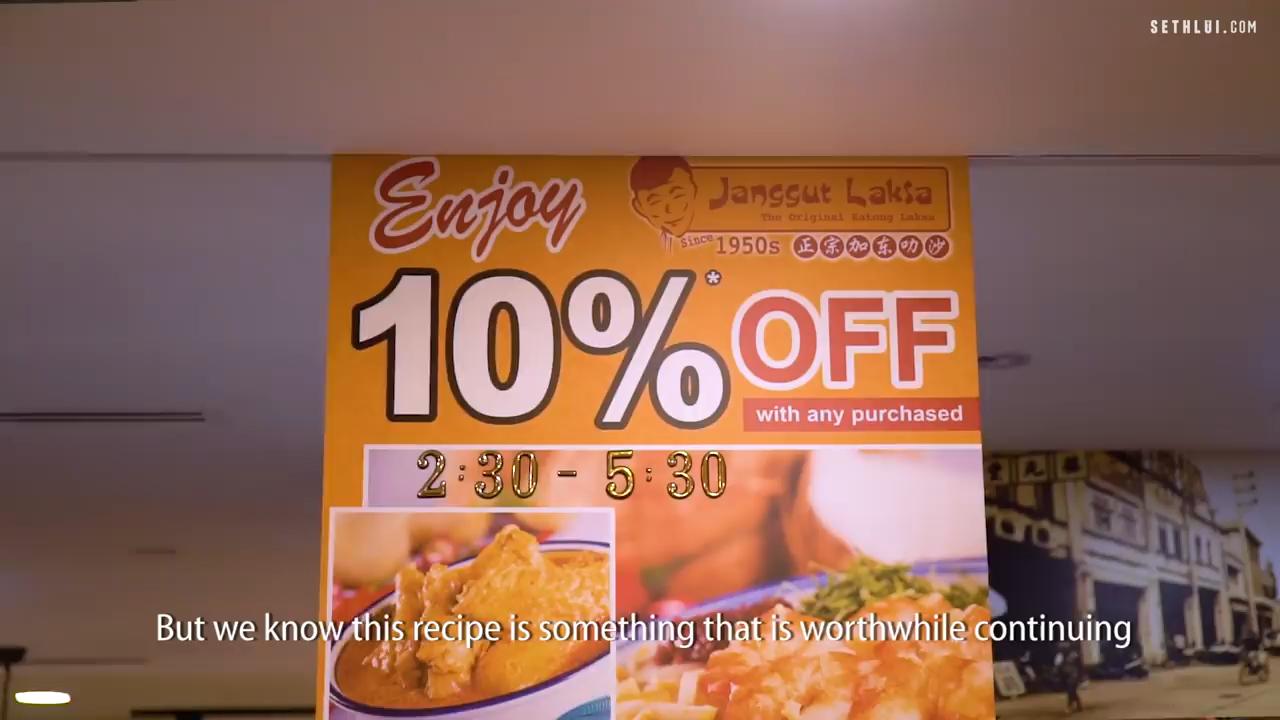 SETHLUI.COM
Enjoy
Janggut Laksa
The Original Katong Laksa
Since 1950s 正宗加东叻沙
10%* OFF
with any purchased
2:30 - 5:30
But we know this recipe is something that is worthwhile continuing